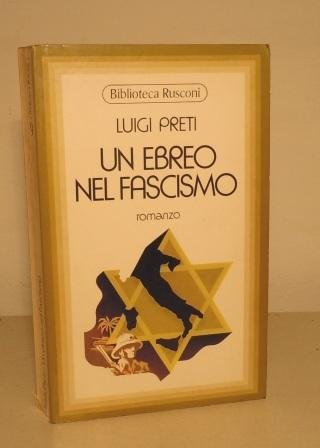 Biblioteca Rusconi
LUIGI PRETI
UN EBREO
NEL FASCISMO
romanzo